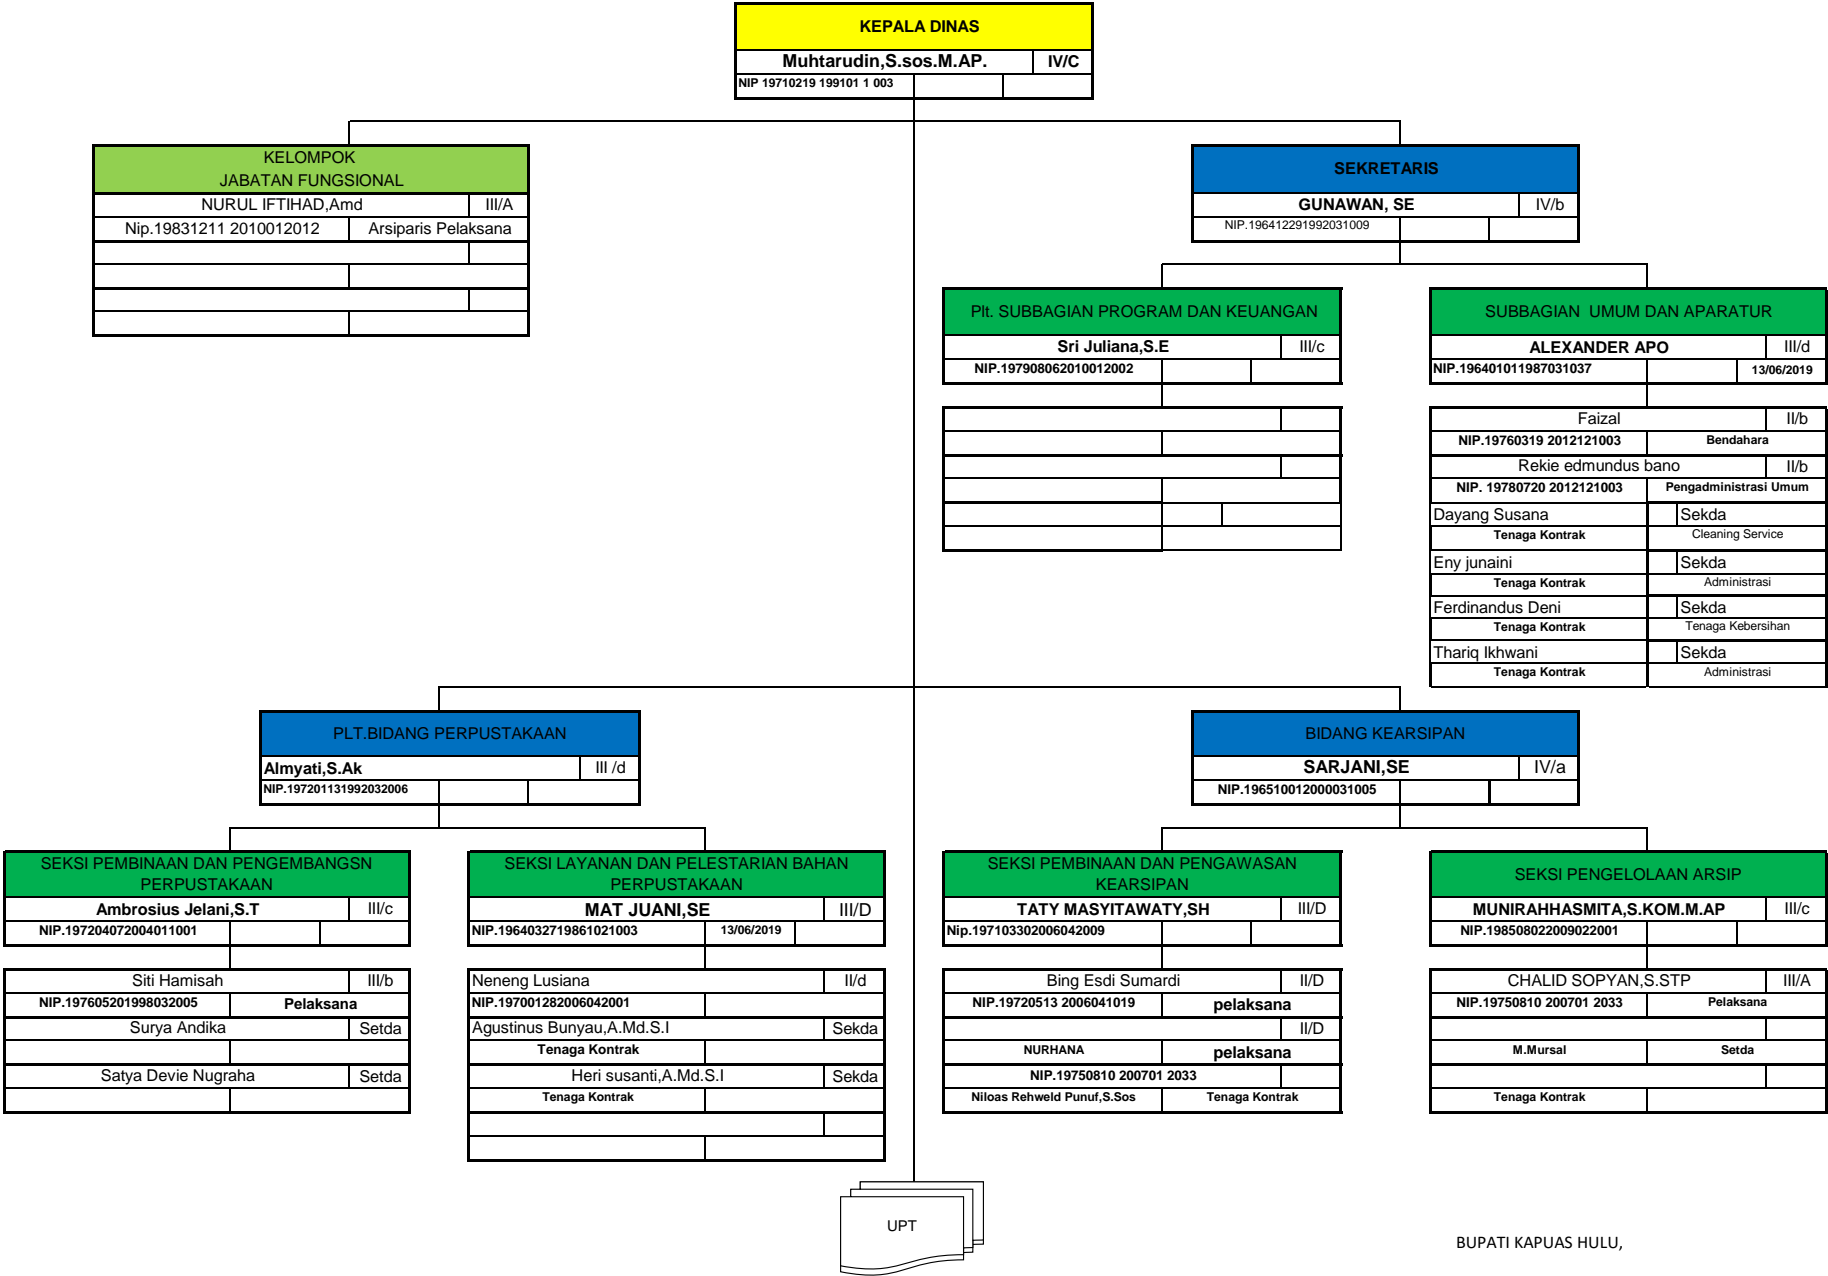 KEPALA DINAS
Muhtarudin,S.sos.M.AP. IV/C
NIP 19710219 199101 1 003
KELOMPOK
JABATAN FUNGSIONAL
NURUL IFTIHAD,Amd III/A
Nip.19831211 2010012012 Arsiparis Pelaksana
SEKRETARIS
GUNAWAN, SE IV/b
NIP.196412291992031009
Plt. SUBBAGIAN PROGRAM DAN KEUANGAN
Sri Juliana,S.E III/c
NIP.197908062010012002
SUBBAGIAN  UMUM DAN APARATUR
ALEXANDER APO III/d
NIP.196401011987031037 13/06/2019
Faizal II/b
NIP.19760319 2012121003 Bendahara
Rekie edmundus bano II/b
NIP. 19780720 2012121003 Pengadministrasi Umum
Dayang Susana Sekda
Tenaga Kontrak Cleaning Service
Eny junaini Sekda
Tenaga Kontrak Administrasi
Ferdinandus Deni Sekda
Tenaga Kontrak Tenaga Kebersihan
Thariq Ikhwani Sekda
Tenaga Kontrak Administrasi
PLT.BIDANG PERPUSTAKAAN
Almyati,S.Ak III /d
NIP.197201131992032006
BIDANG KEARSIPAN
SARJANI,SE IV/a
NIP.196510012000031005
SEKSI PEMBINAAN DAN PENGEMBANGSN
PERPUSTAKAAN
Ambrosius Jelani,S.T III/c
NIP.197204072004011001
Siti Hamisah III/b
NIP.197605201998032005 Pelaksana
Surya Andika Setda
Satya Devie Nugraha Setda
SEKSI LAYANAN DAN PELESTARIAN BAHAN
PERPUSTAKAAN
MAT JUANI,SE III/D
NIP.1964032719861021003 13/06/2019
Neneng Lusiana II/d
NIP.197001282006042001
Agustinus Bunyau,A.Md.S.I Sekda
Tenaga Kontrak
Heri susanti,A.Md.S.I Sekda
Tenaga Kontrak
SEKSI PEMBINAAN DAN PENGAWASAN
KEARSIPAN
TATY MASYITAWATY,SH III/D
Nip.197103302006042009
Bing Esdi Sumardi II/D
NIP.19720513 2006041019 pelaksana
II/D
NURHANA pelaksana
NIP.19750810 200701 2033
Niloas Rehweld Punuf,S.Sos Tenaga Kontrak
SEKSI PENGELOLAAN ARSIP
MUNIRAHHASMITA,S.KOM.M.AP III/c
NIP.198508022009022001
CHALID SOPYAN,S.STP III/A
NIP.19750810 200701 2033 Pelaksana
M.Mursal Setda
Tenaga Kontrak
UPT
BUPATI KAPUAS HULU,